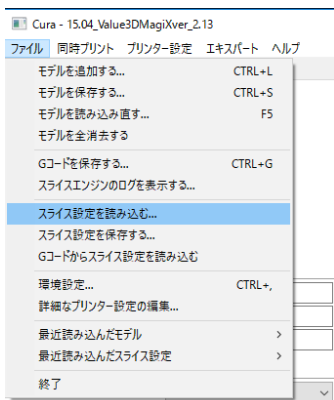 Cura - 15.04_Value3DMagiXver_2.13
ファイル 同時プリント プリンター設定 エキスパート ヘルプ
モデルを追加する... CTRL+L
モデルを保存する... CTRL+S
モデルを読み込み直す... F5
モデルを全消去する
Gコードを保存する... CTRL+G
スライスエンジンのログを表示する...
スライス設定を読み込む...
スライス設定を保存する...
Gコードからスライス設定を読み込む
環境設定... CTRL+,
詳細なプリンター設定の編集...
最近読み込んだモデル >
最近読み込んだスライス設定 >
終了